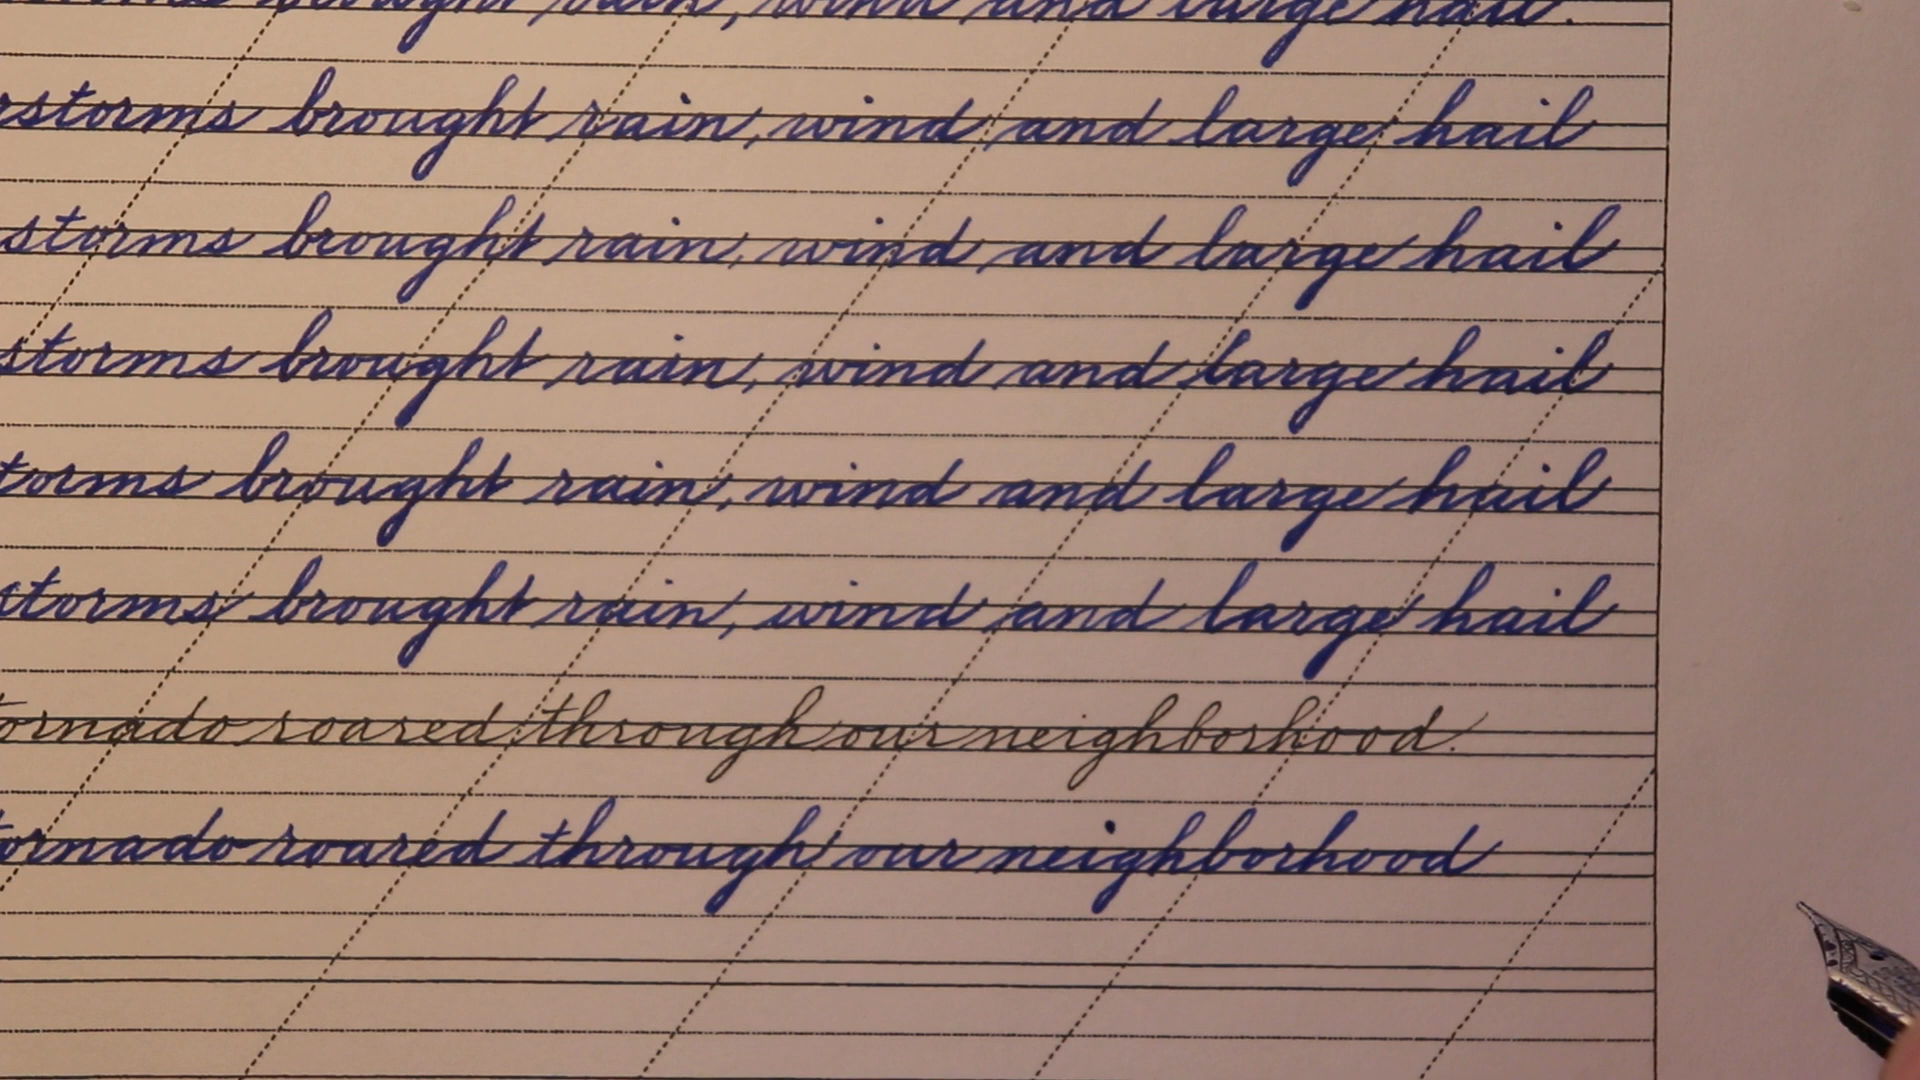 storms brought rain, wind and large hail.
rstorms brought rain, wind, and large hail
storms brought rain, wind, and large hail
storms brought rain, wind and large hail
torms brought rain, wind and large hail
storms brought rain, wind and large hail
ornado roared through our neighborhood.
ornado roared through our neighborhood